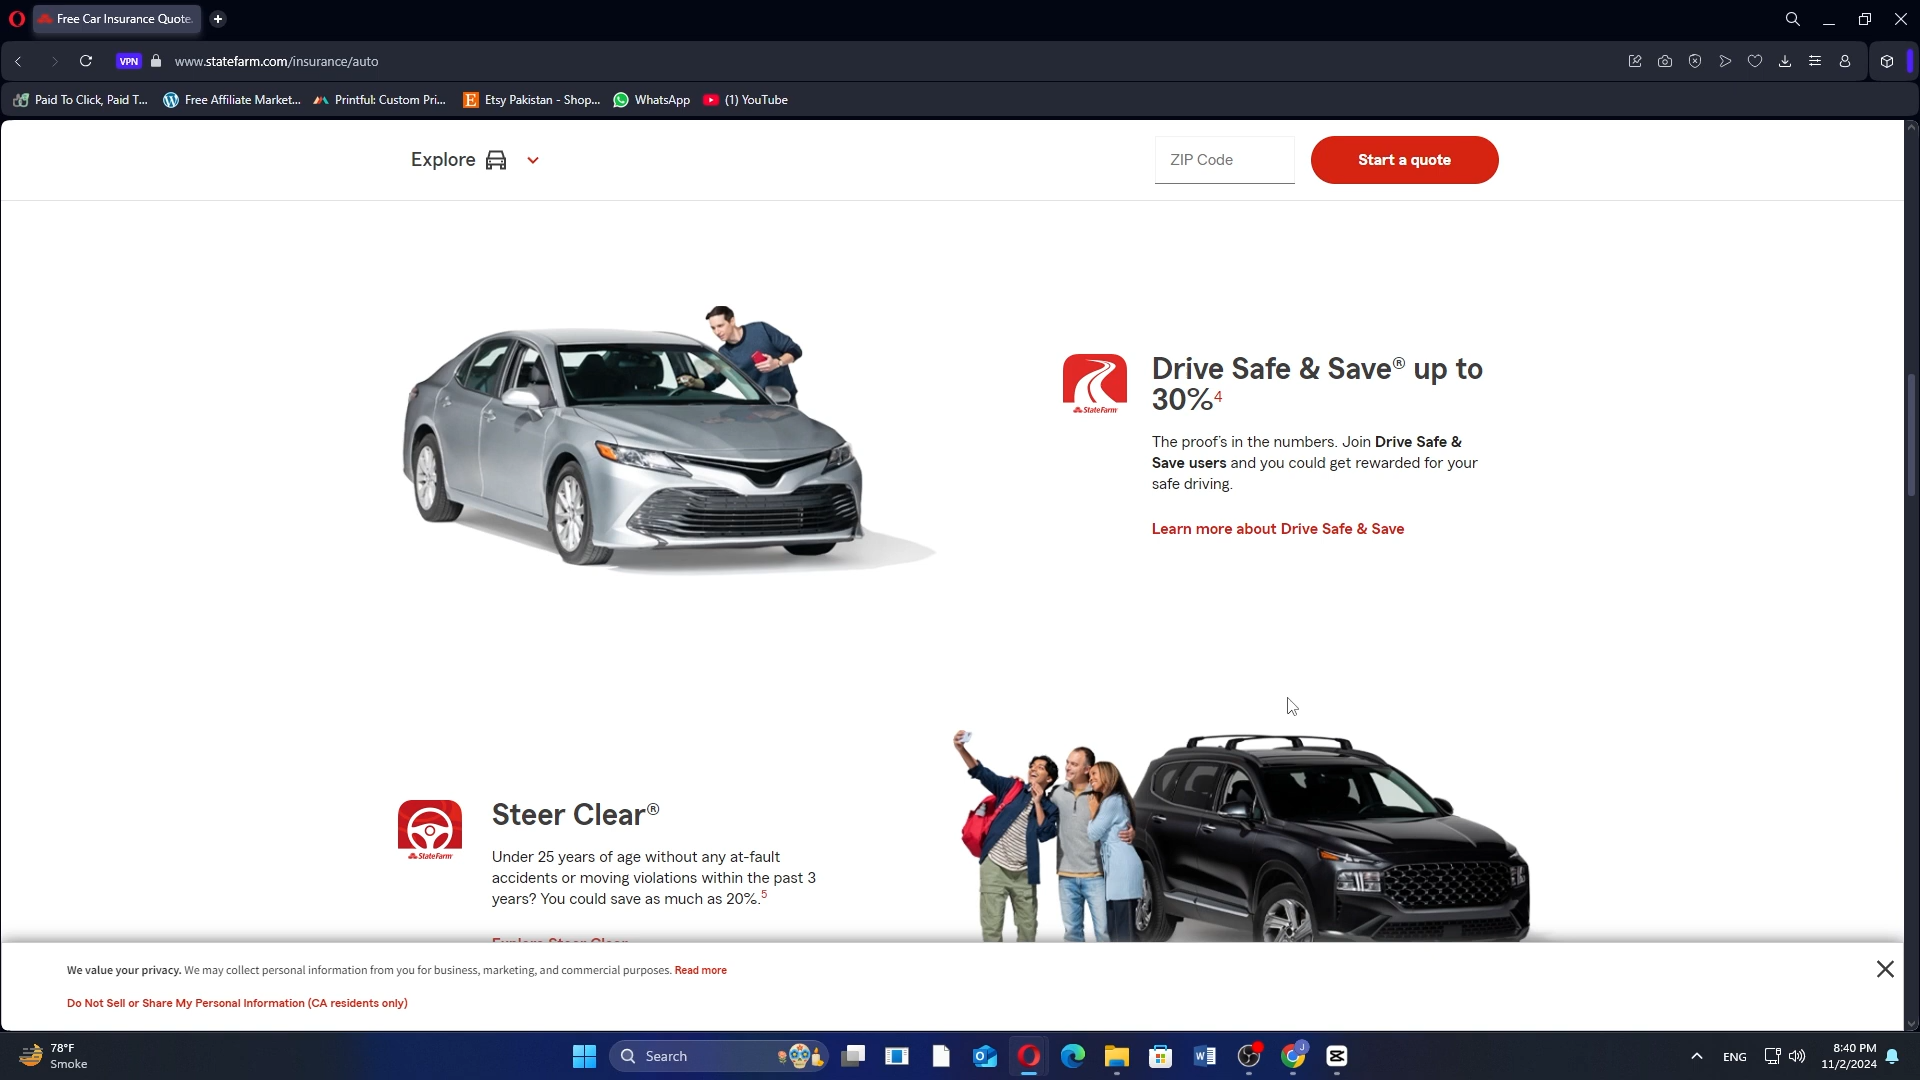 Free Car Insurance Quote
VPN
www.statefarm.com/insurance/auto
Paid To Click, Paid T...
Free Affiliate Market...
Printful: Custom Pri...
Etsy Pakistan - Shop...
WhatsApp
(1) YouTube
Explore
ZIP Code
Start a quote
Drive Safe & Save® up to
30%4
The proof's in the numbers. Join Drive Safe &
Save users and you could get rewarded for your
safe driving.
Learn more about Drive Safe & Save
StateFarm
Steer Clear®
Under 25 years of age without any at-fault
accidents or moving violations within the past 3
years? You could save as much as 20%.5
Explore Steer Clear
StateFarm
We value your privacy. We may collect personal information from you for business, marketing, and commercial purposes. Read more
Do Not Sell or Share My Personal Information (CA residents only)
78°F
Smoke
Search
ENG
8:40 PM
11/2/2024